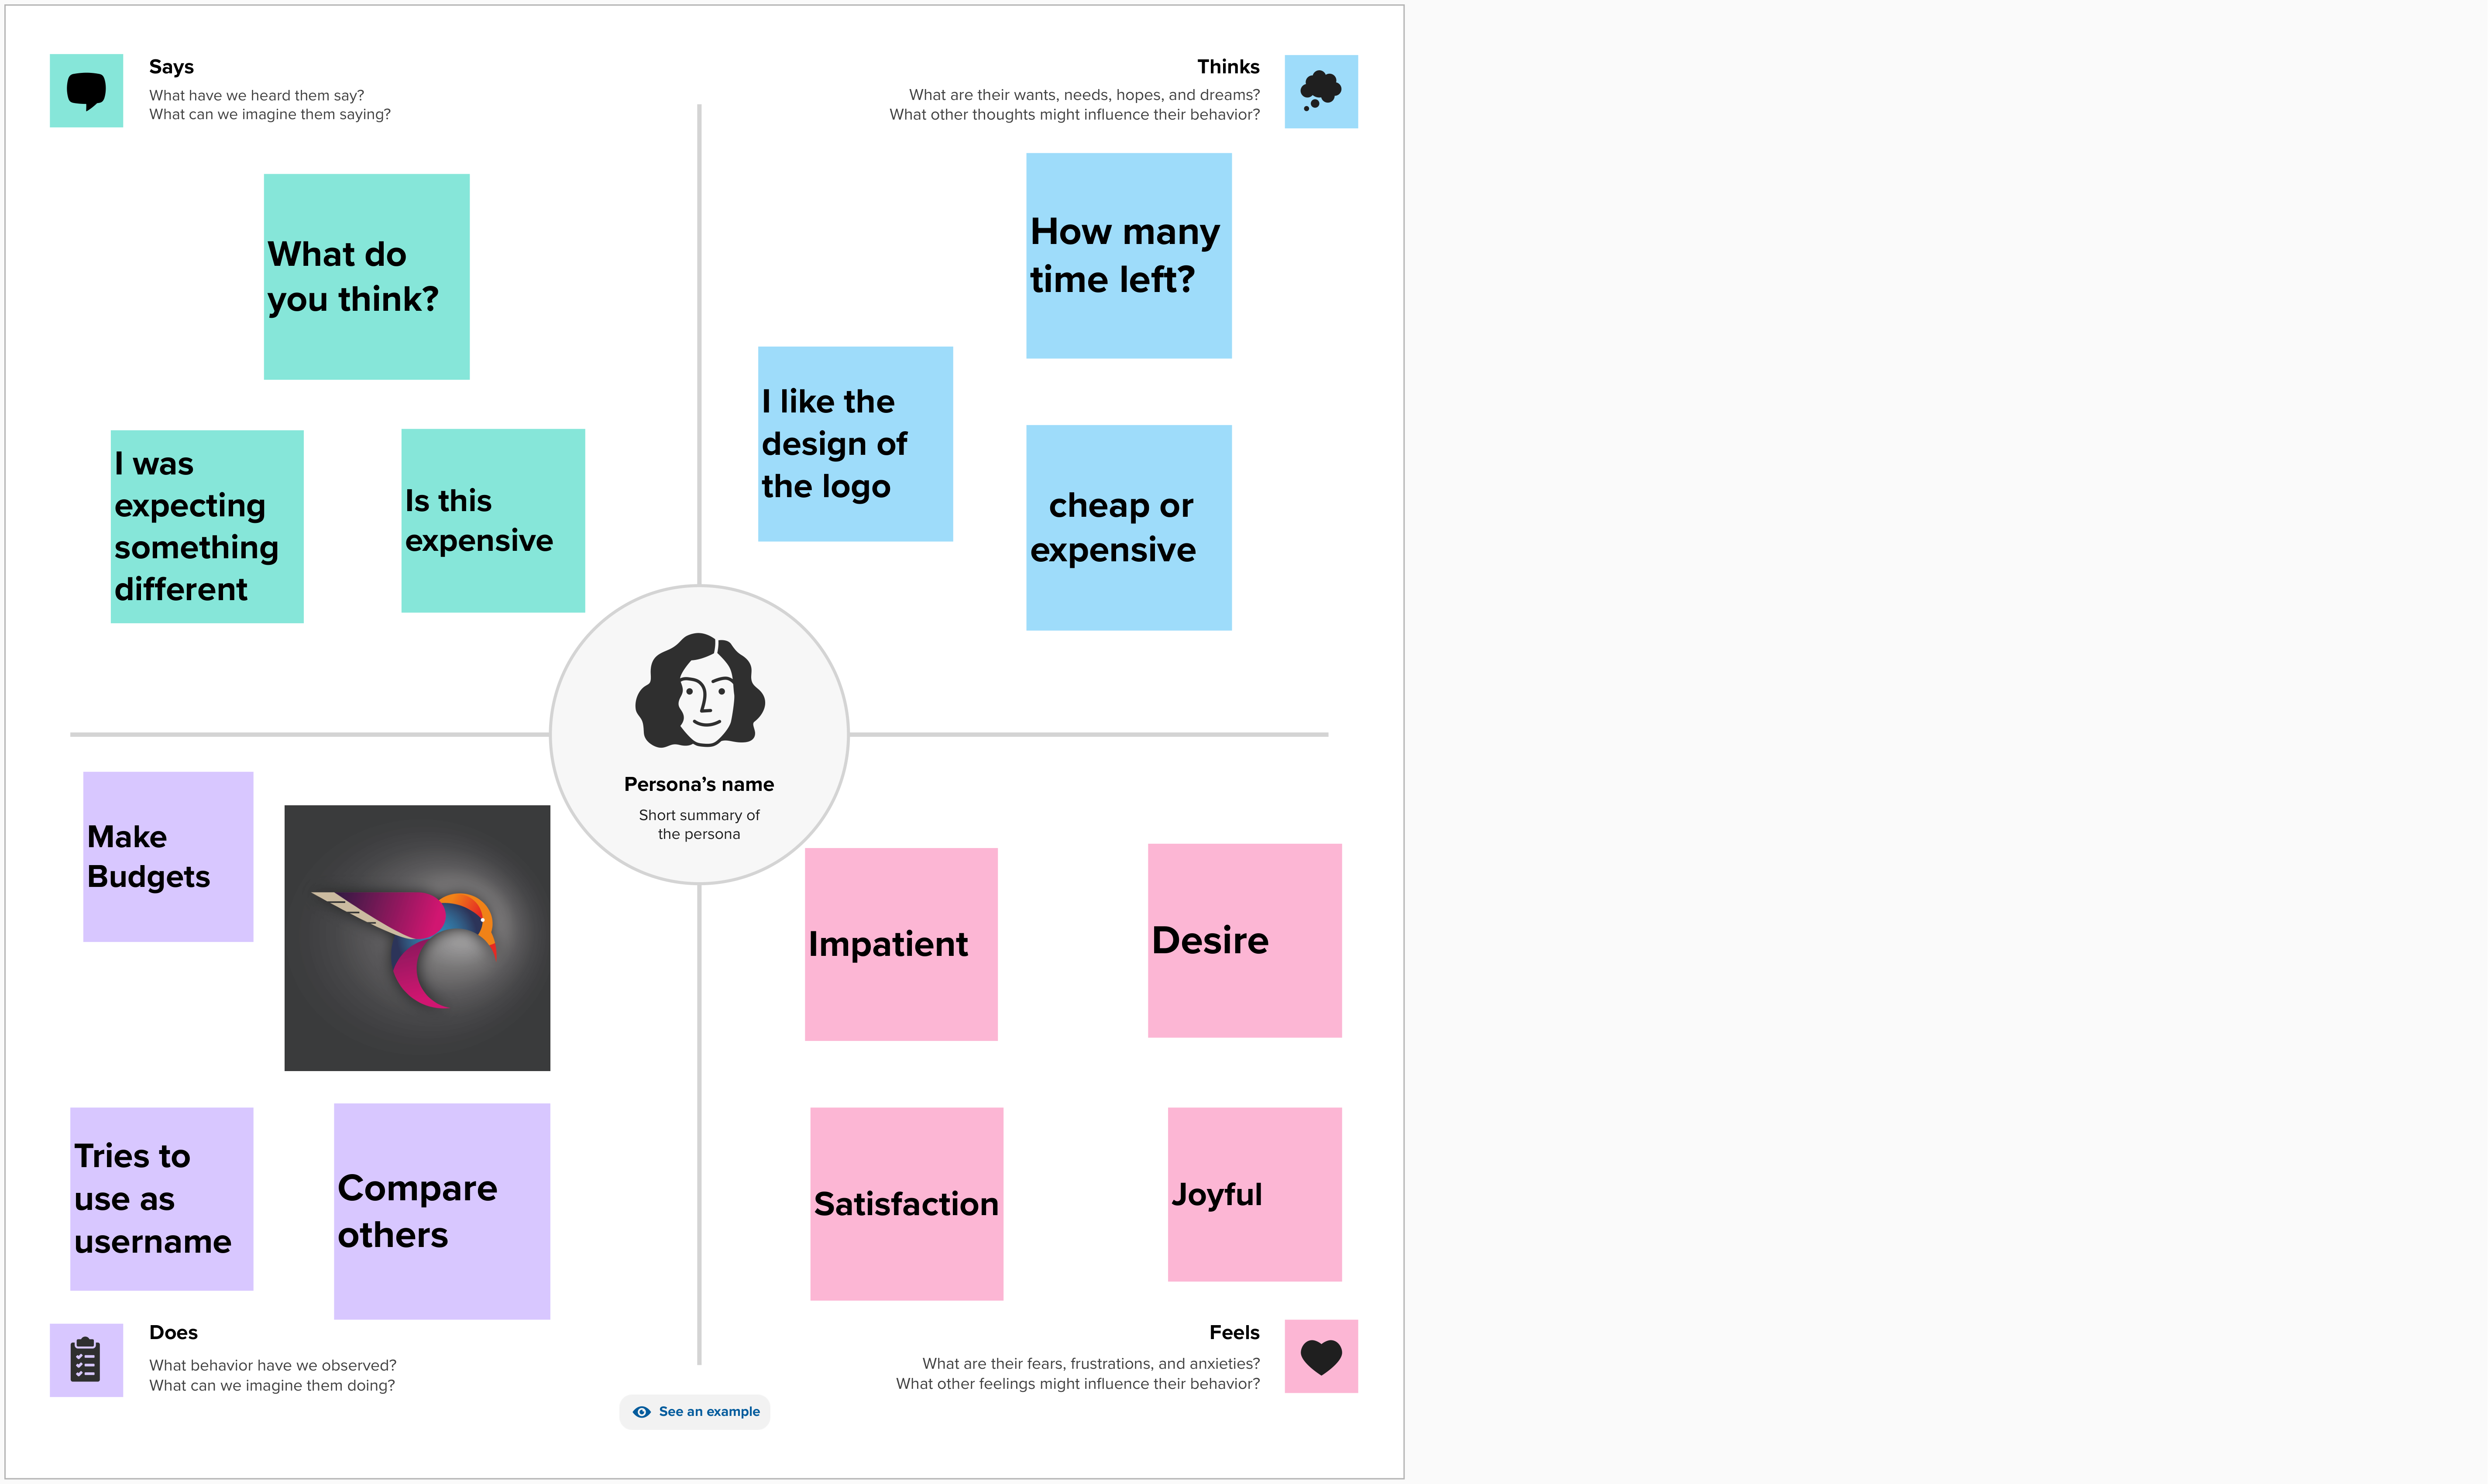 Says
What have we heard them say?
What can we imagine them saying?
Thinks
What are their wants, needs, hopes, and dreams?
What other thoughts might influence their behavior?
What do
you think?
How many
time left?
I like the
design of
the logo
I was
expecting
something
different
Is this
expensive
cheap or
expensive
Persona’s name
Short summary of
the persona
Make
Budgets
Impatient
Desire
Tries to
use as
username
Compare
others
Satisfaction
Joyful
Does
What behavior have we observed?
What can we imagine them doing?
Feels
What are their fears, frustrations, and anxieties?
What other feelings might influence their behavior?
See an example